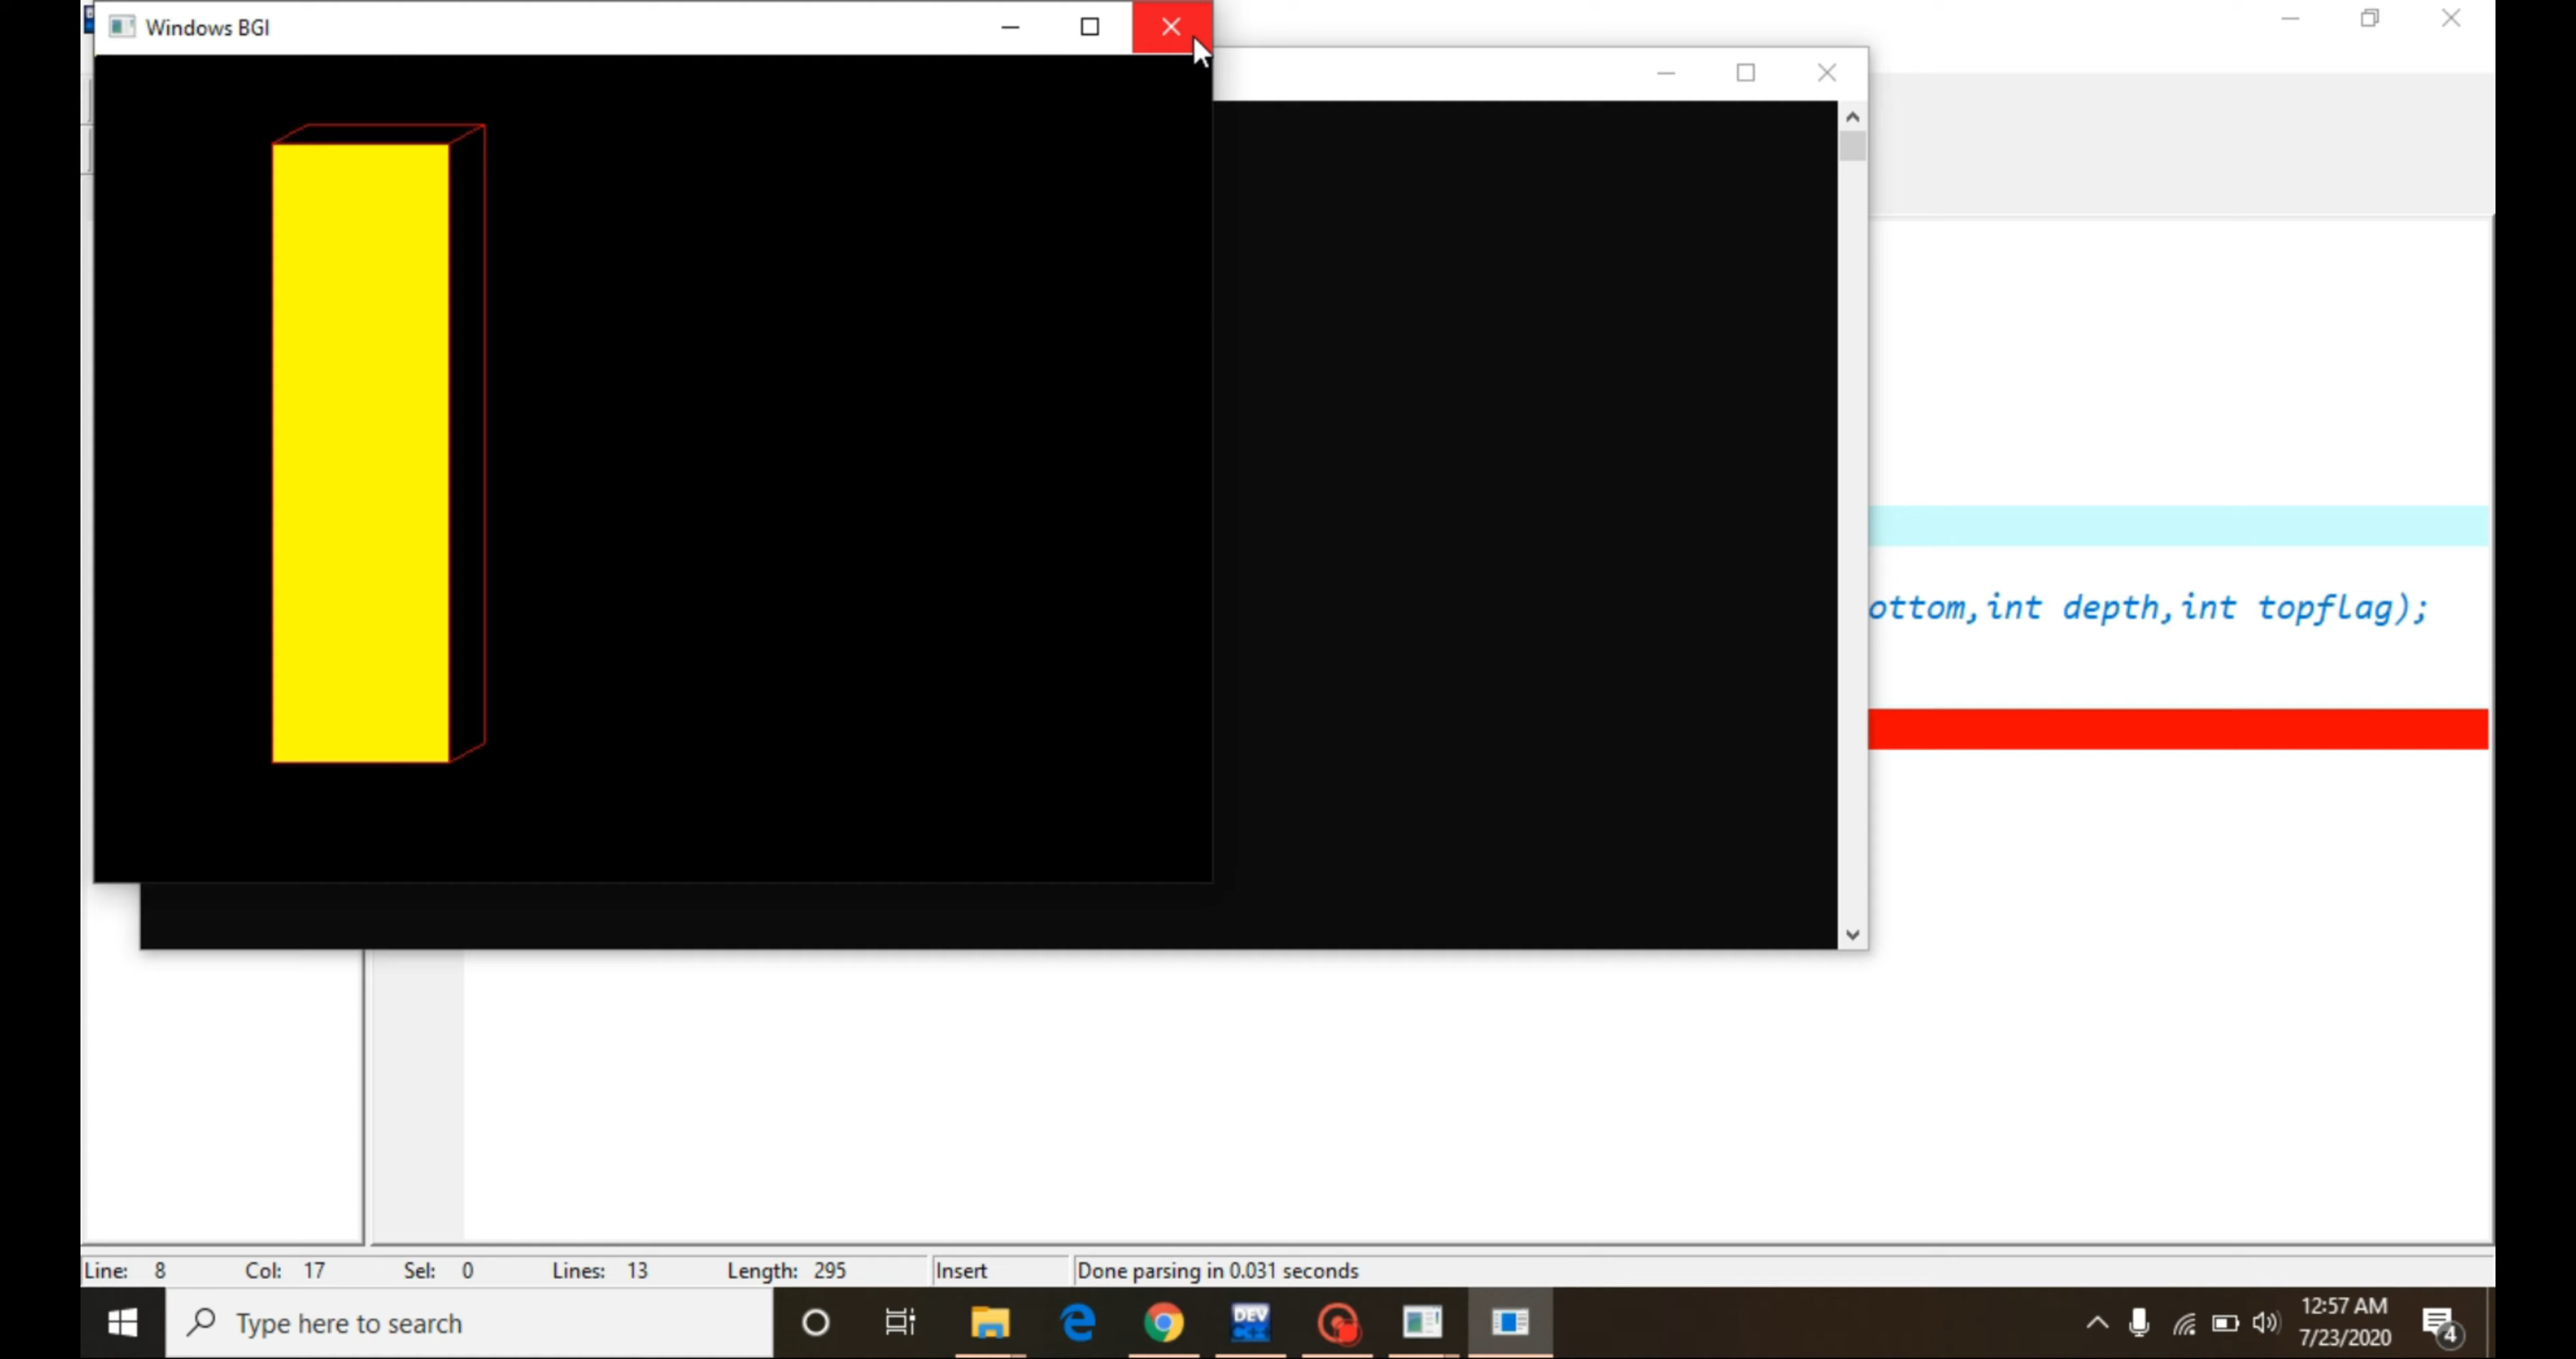 Windows BGI
ottom,int depth,int topflag);
Line: 8 Col: 17 Sel: 0 Lines: 13 Length: 295 Insert Done parsing in 0.031 seconds
Type here to search
DEV
C++
12:57 AM
7/23/2020
4